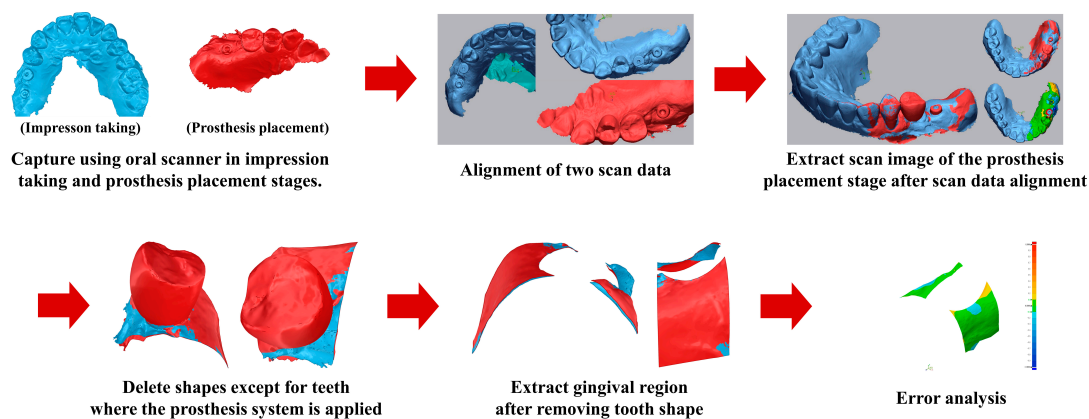 (Impresson taking)
(Prosthesis placement)
Capture using oral scanner in impression
taking and prosthesis placement stages.
Alignment of two scan data
Extract scan image of the prosthesis
placement stage after scan data alignment
Delete shapes except for teeth
where the prosthesis system is applied
Extract gingival region
after removing tooth shape
Error analysis